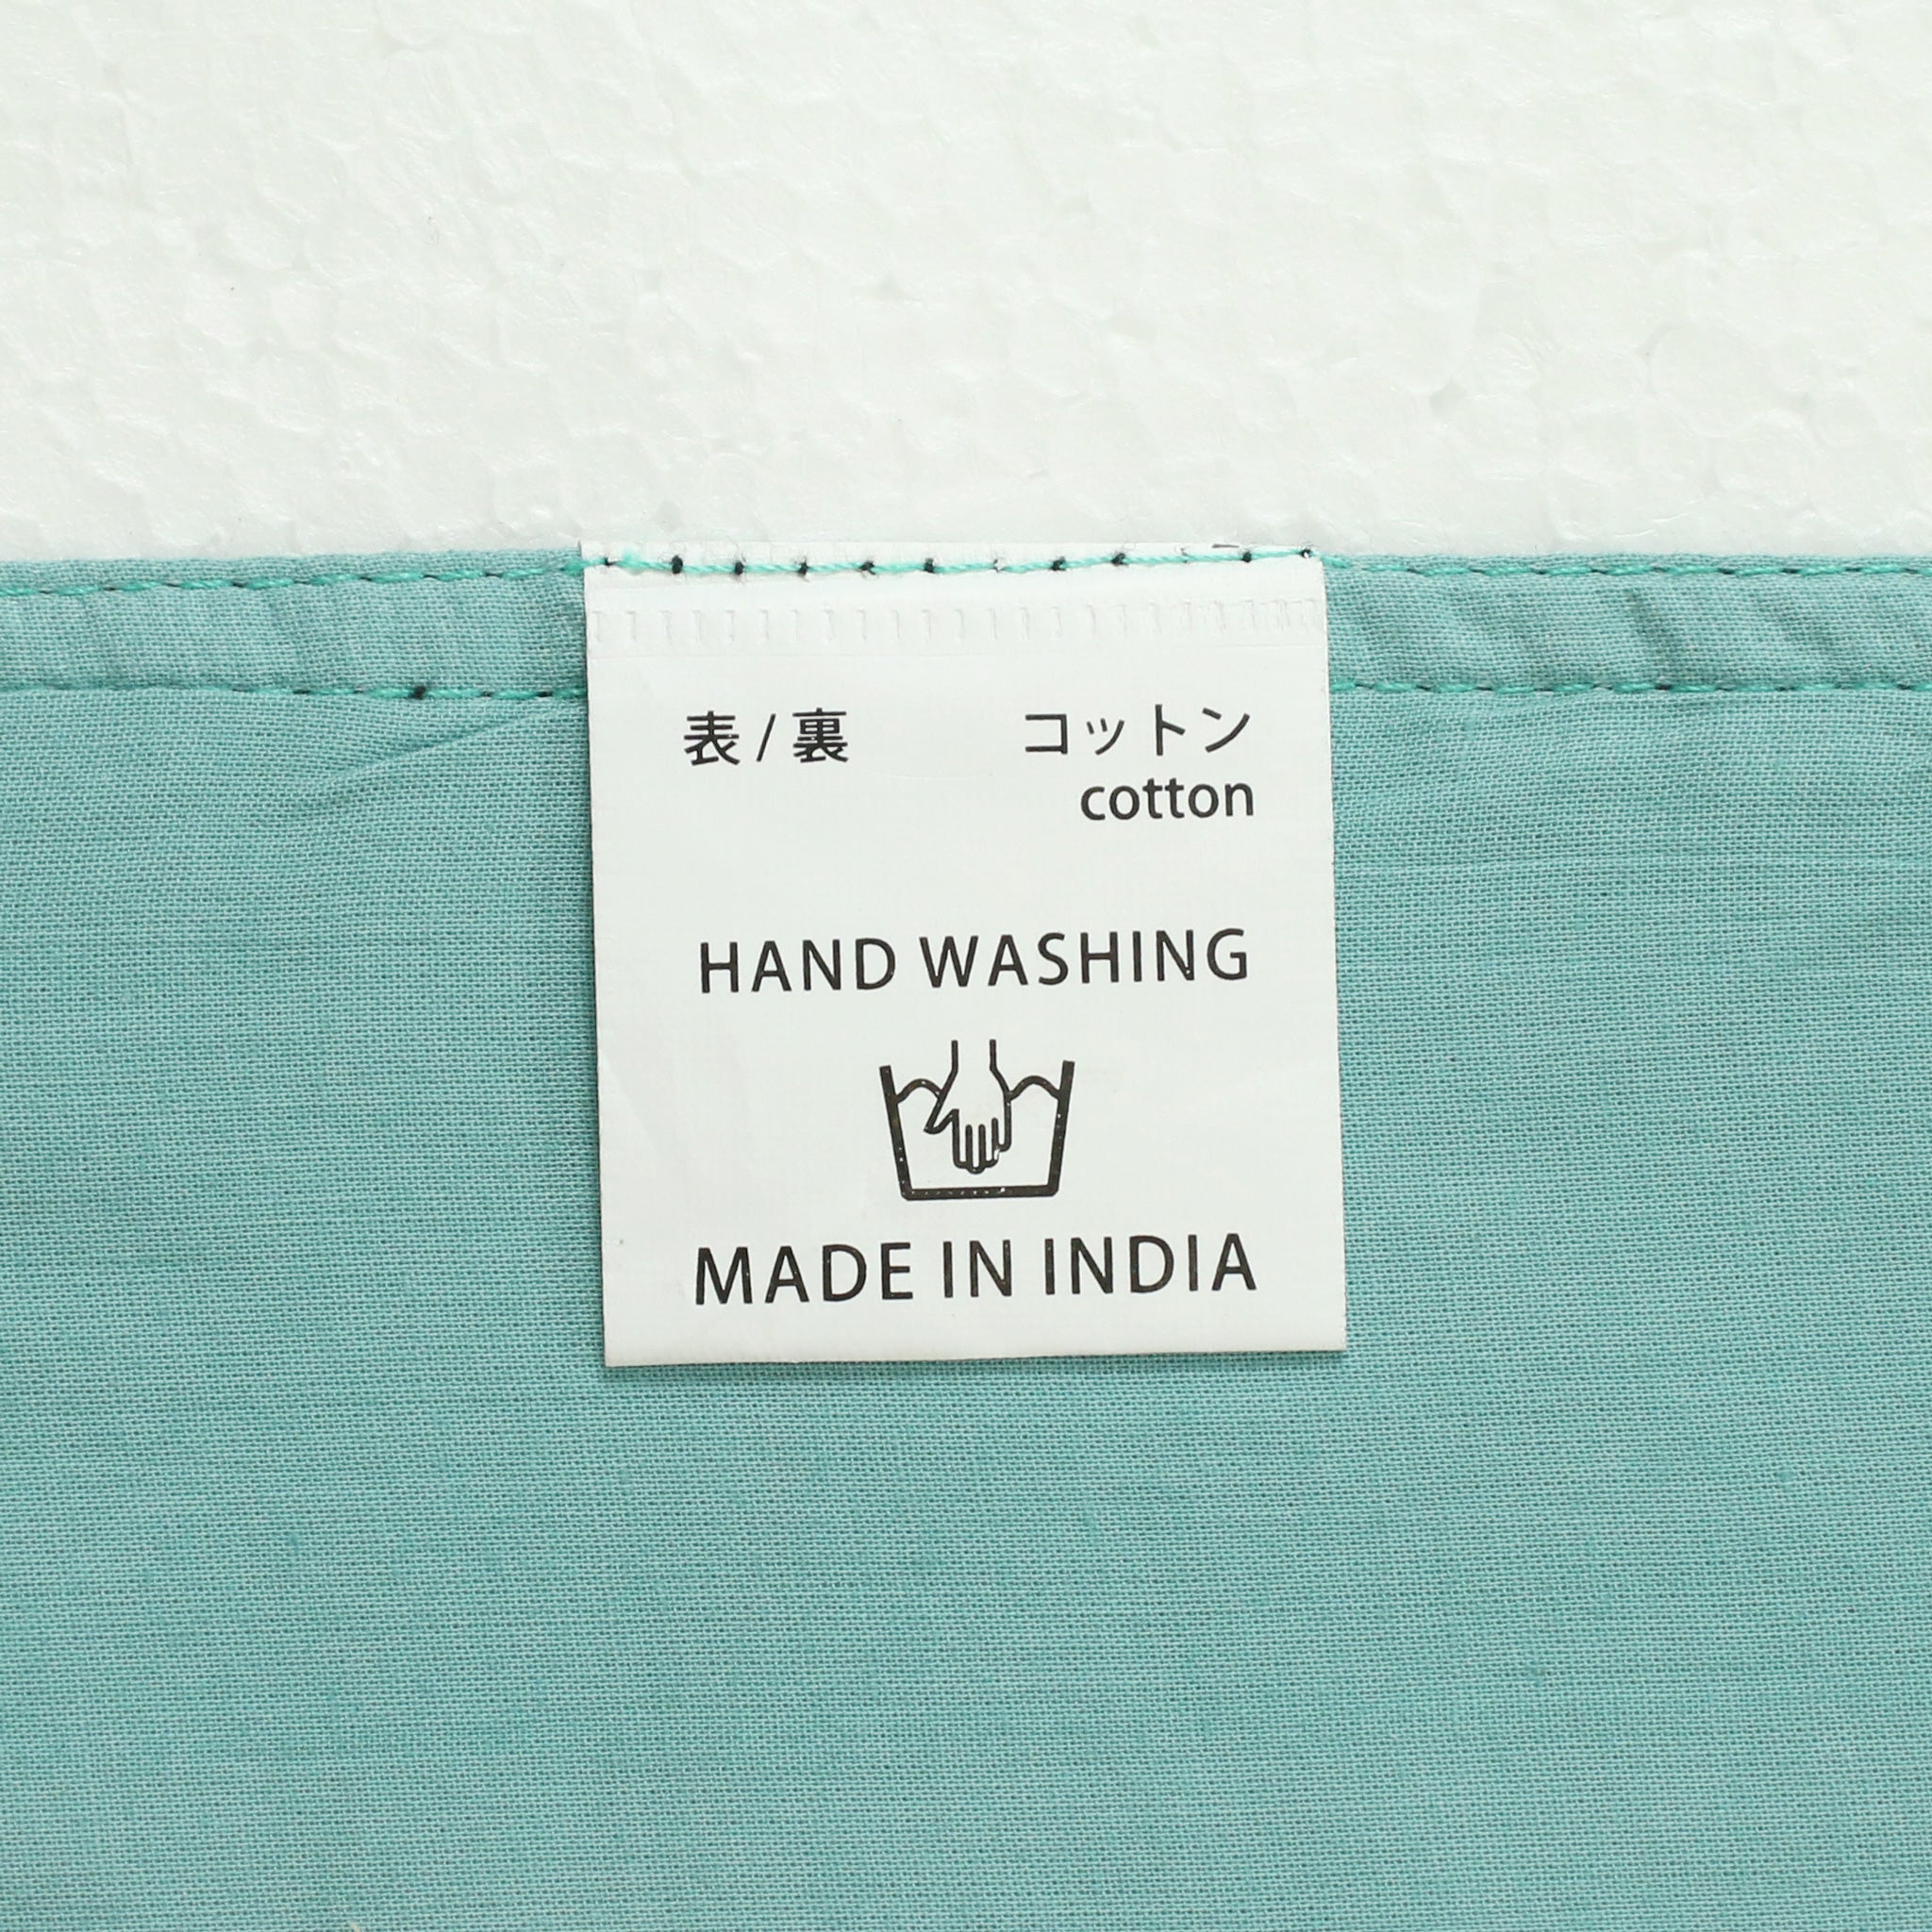 表/裏 コットン
cotton
HAND WASHING
MADE IN INDIA